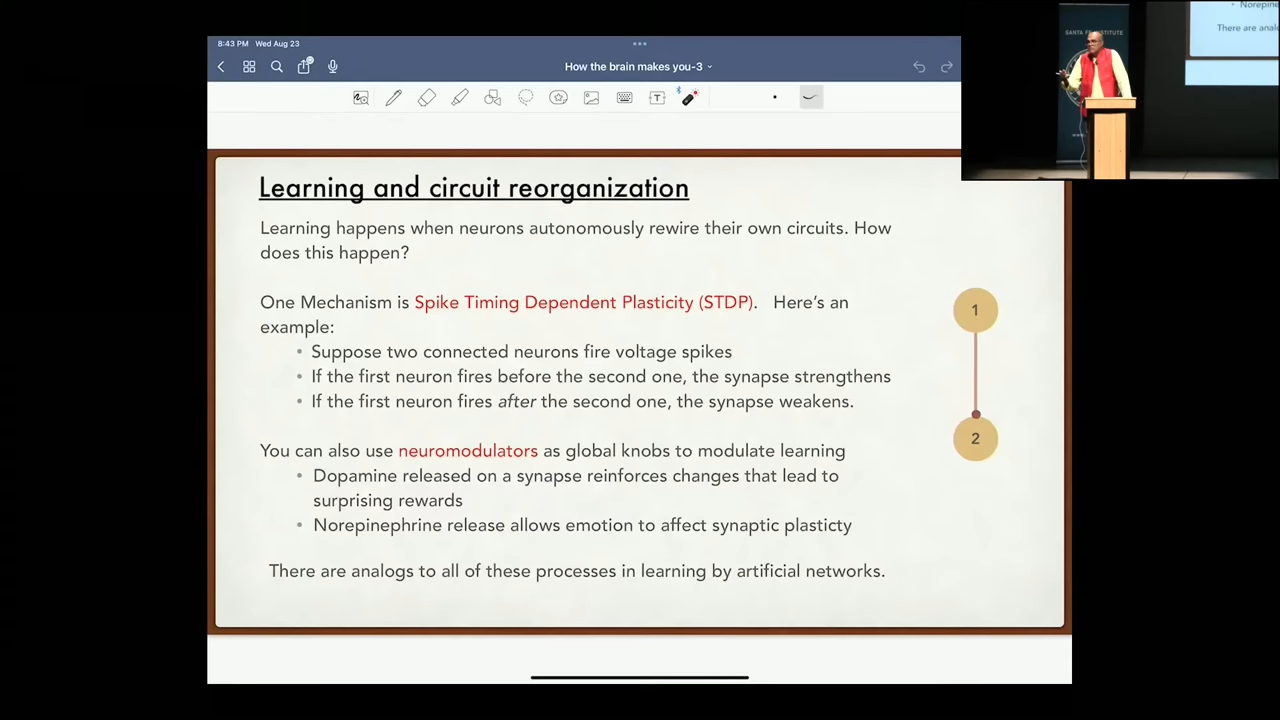 8:43 PM Wed Aug 23
How the brain makes you-3
Norepine
There are anal
SANTA FE INSTITUTE
T
Learning and circuit reorganization
Learning happens when neurons autonomously rewire their own circuits. How
does this happen?
One Mechanism is Spike Timing Dependent Plasticity (STDP). Here's an
example:
• Suppose two connected neurons fire voltage spikes
• If the first neuron fires before the second one, the synapse strengthens
• If the first neuron fires after the second one, the synapse weakens.
1
2
You can also use neuromodulators as global knobs to modulate learning
• Dopamine released on a synapse reinforces changes that lead to
surprising rewards
• Norepinephrine release allows emotion to affect synaptic plasticty
There are analogs to all of these processes in learning by artificial networks.